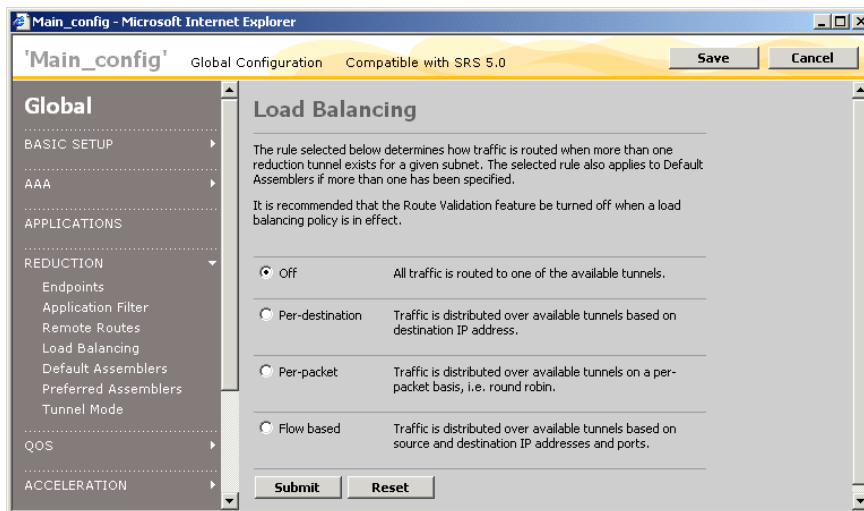 Main_config - Microsoft Internet Explorer
'Main_config' Global Configuration Compatible with SRS 5.0 Save Cancel
Global
BASIC SETUP
AAA
APPLICATIONS
REDUCTION
Endpoints
Application Filter
Remote Routes
Load Balancing
Default Assemblers
Preferred Assemblers
Tunnel Mode
QOS
ACCELERATION
Load Balancing
The rule selected below determines how traffic is routed when more than one
reduction tunnel exists for a given subnet. The selected rule also applies to Default
Assemblers if more than one has been specified.
It is recommended that the Route Validation feature be turned off when a load
balancing policy is in effect.
Off All traffic is routed to one of the available tunnels.
Per-destination Traffic is distributed over available tunnels based on
destination IP address.
Per-packet Traffic is distributed over available tunnels on a per-
packet basis, i.e. round robin.
Flow based Traffic is distributed over available tunnels based on
source and destination IP addresses and ports.
Submit Reset